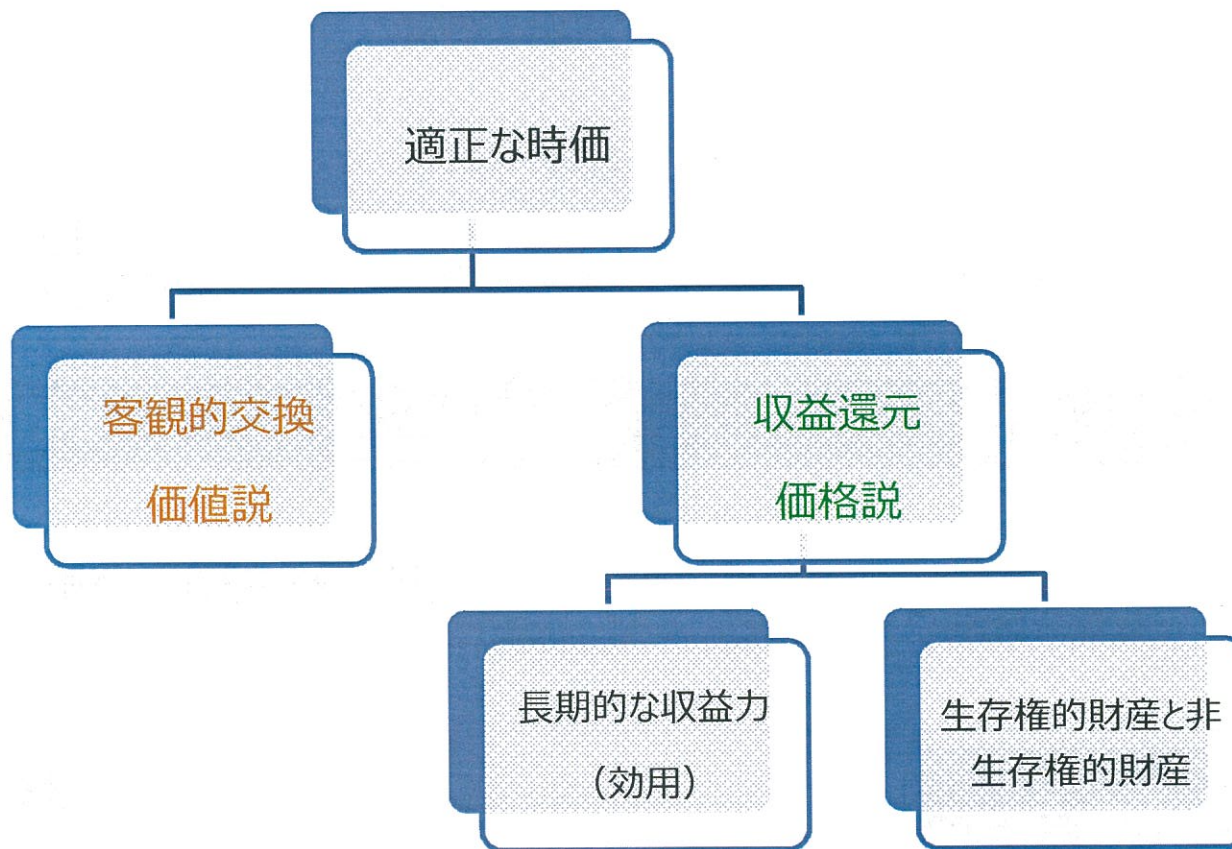 適正な時価
客観的交換
価値説
収益還元
価格説
長期的な収益力
（効用）
生存権的財産と非
生存権的財産